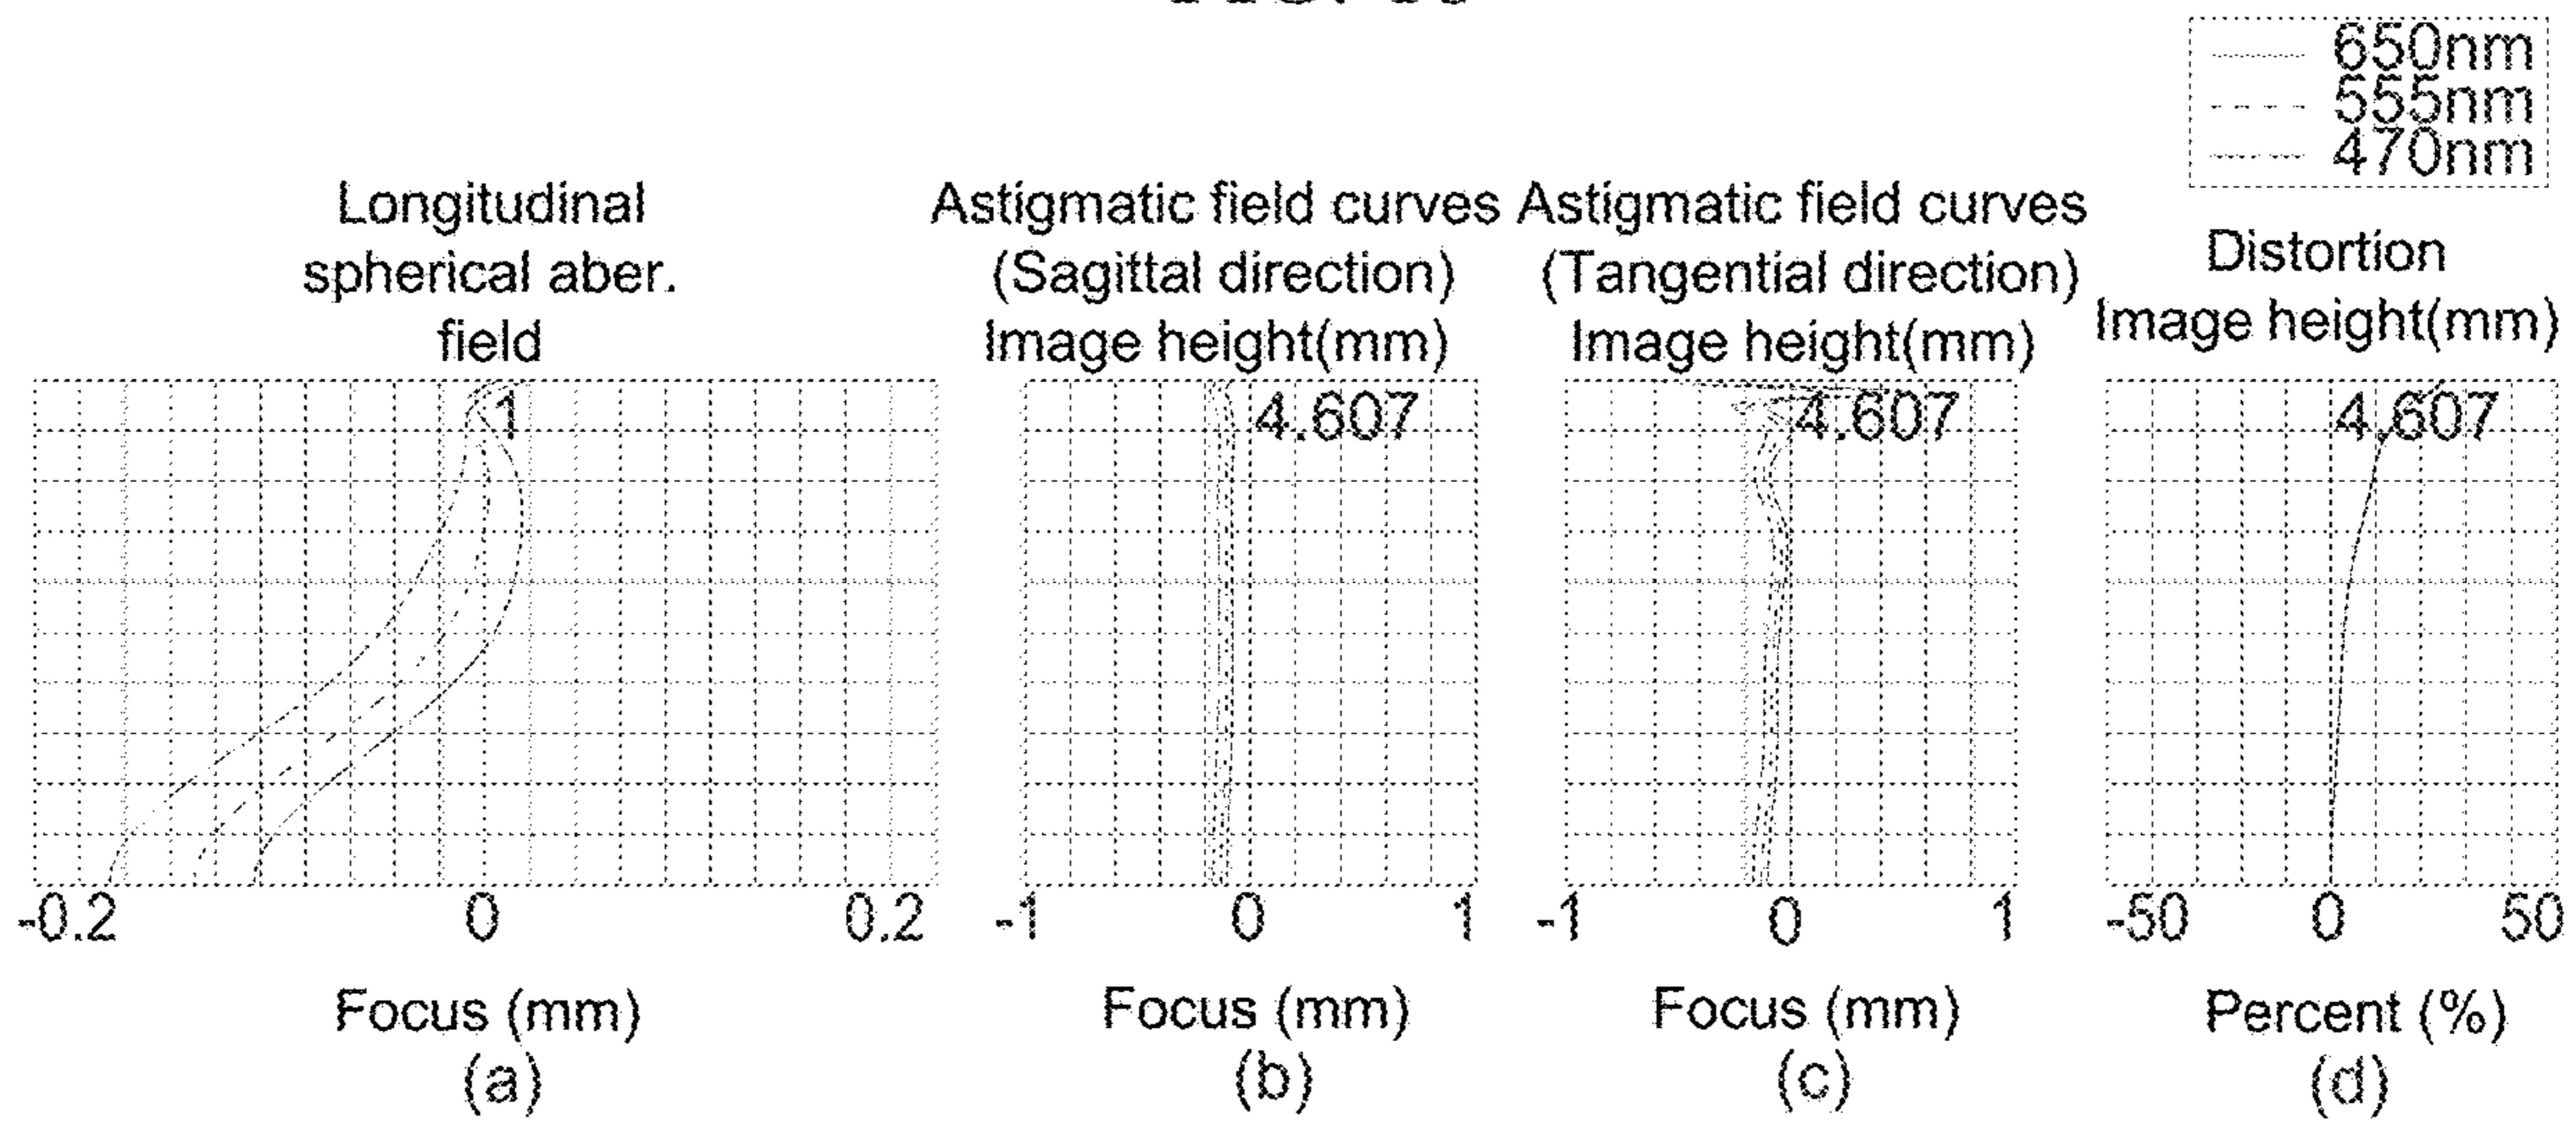 650nm
555nm
470nm
Longitudinal
spherical aber.
field
Astigmatic field curves
(Sagittal direction)
Image height(mm)
Astigmatic field curves
(Tangential direction)
Image height(mm)
Distortion
Image height(mm)
1
4.607
4.607
4.607
-0.2 0 0.2
-1 0 1
-1 0 1
-50 0 50
Focus (mm)
(a)
Focus (mm)
(b)
Focus (mm)
(c)
Percent (%)
(d)